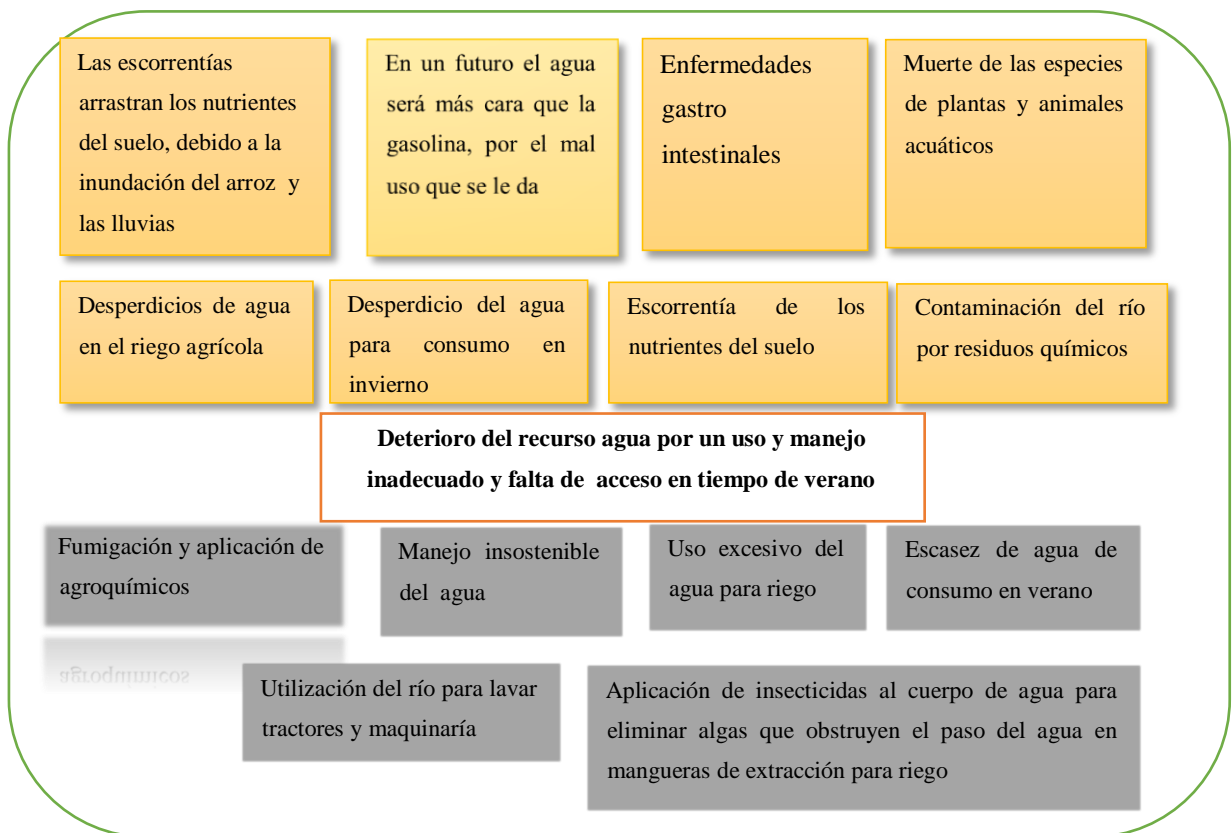 Las escorrentías
arrastran los nutrientes
del suelo, debido a la
inundación del arroz y
las lluvias
En un futuro el agua
será más cara que la
gasolina, por el mal
uso que se le da
Enfermedades
gastro
intestinales
Muerte de las especies
de plantas y animales
acuáticos
Desperdicios de agua
en el riego agrícola
Desperdicio del agua
para consumo en
invierno
Escorrentía de los
nutrientes del suelo
Contaminación del río
por residuos químicos
Deterioro del recurso agua por un uso y manejo
inadecuado y falta de acceso en tiempo de verano
Fumigación y aplicación de
agroquímicos
Manejo insostenible
del agua
Uso excesivo del
agua para riego
Escasez de agua de
consumo en verano
Utilización del río para lavar
tractores y maquinaría
Aplicación de insecticidas al cuerpo de agua para
eliminar algas que obstruyen el paso del agua en
mangueras de extracción para riego